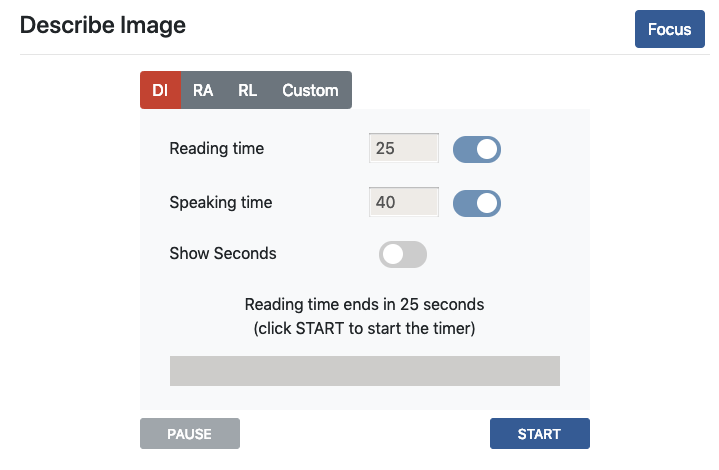 Describe Image
Focus
DI RA RL Custom
Reading time 25
Speaking time 40
Show Seconds
Reading time ends in 25 seconds
(click START to start the timer)
PAUSE START